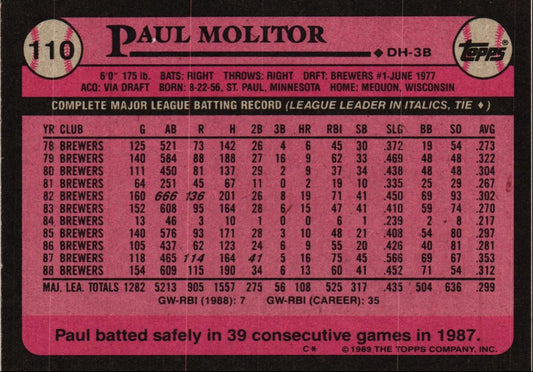 110 PAUL MOLITOR DH-3B TOPPS
6'0" 175 lb. BATS: RIGHT THROWS: RIGHT DRFT: BREWERS #1-JUNE 1977
ACQ: VIA DRAFT BORN: 8-22-56, ST. PAUL, MINNESOTA HOME: MEQUON, WISCONSIN
COMPLETE MAJOR LEAGUE BATTING RECORD (LEAGUE LEADER IN ITALICS, TIE ♦)
YR CLUB G AB R H 2B 3B HR RBI SB SLG BB SO AVG
78 BREWERS 125 521 73 142 26 4 6 45 30 .372 19 54 .273
79 BREWERS 140 584 88 188 27 16 9 62 33 .469 48 48 .322
80 BREWERS 111 450 81 137 29 2 9 37 34 .438 48 48 .304
81 BREWERS 64 251 45 67 11 0 2 19 10 .335 25 29 .267
82 BREWERS 160 666 136 201 26 8 19 71 41 .450 69 93 .302
83 BREWERS 152 608 95 164 28 6 15 47 41 .410 59 74 .270
84 BREWERS 13 46 3 10 1 0 0 6 1 .239 2 8 .217
85 BREWERS 140 576 93 171 28 3 10 48 21 .408 54 80 .297
86 BREWERS 105 437 62 123 24 6 9 55 20 .426 40 81 .281
87 BREWERS 118 465 114 164 41 5 16 75 45 .566 69 67 .353
88 BREWERS 154 609 115 190 34 6 13 60 41 .452 71 54 .312
MAJ. LEA. TOTALS 1282 5213 905 1557 275 56 108 525 317 .435 504 636 .299
GW-RBI (1988): 7 GW-RBI (CAREER): 35
Paul batted safely in 39 consecutive games in 1987.
C* © 1989 THE TOPPS COMPANY, INC.